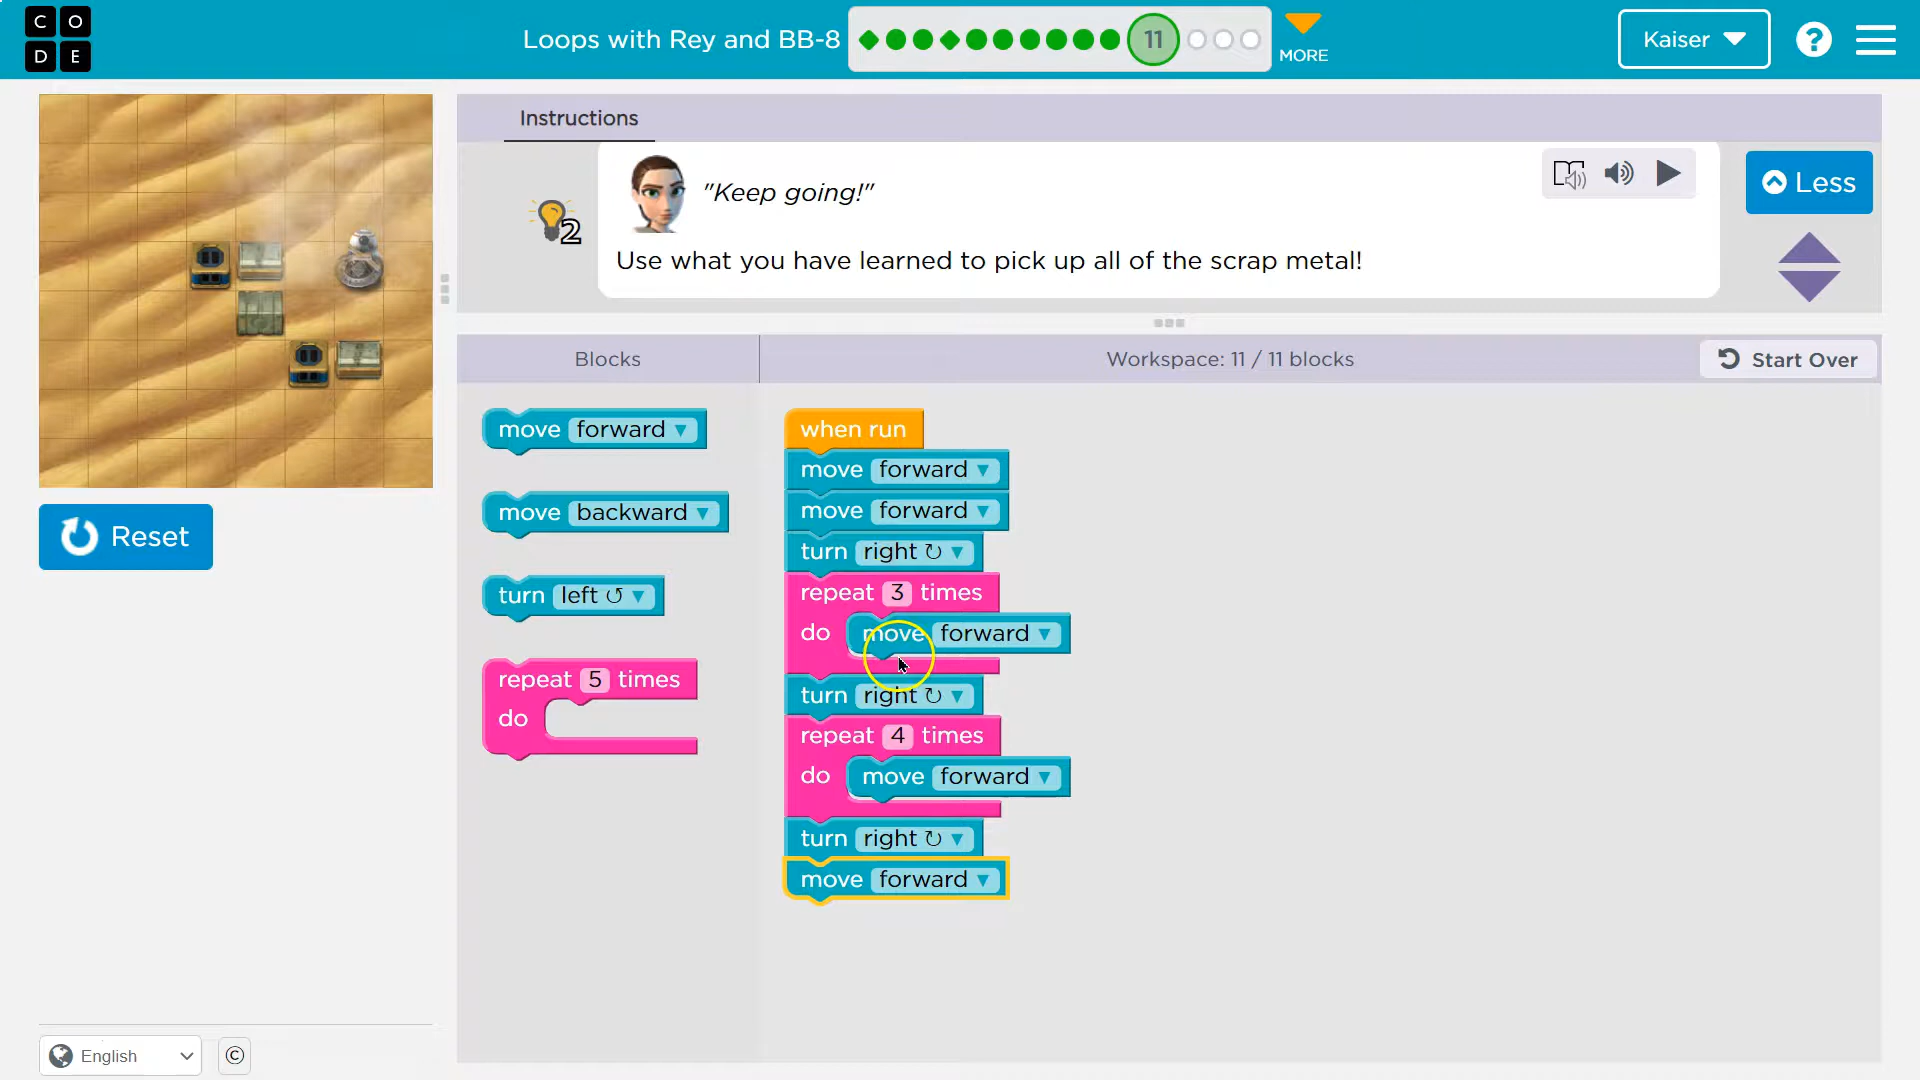 C O
D E
Loops with Rey and BB-8
11
MORE
Kaiser
?
Instructions
2
"Keep going!"
Use what you have learned to pick up all of the scrap metal!
Less
Blocks
Workspace: 11 / 11 blocks
Start Over
move forward
move backward
turn left ↺
repeat 5 times
do
when run
move forward
move forward
turn right ↻
repeat 3 times
do move forward
turn right ↻
repeat 4 times
do move forward
turn right ↻
move forward
Reset
English
©